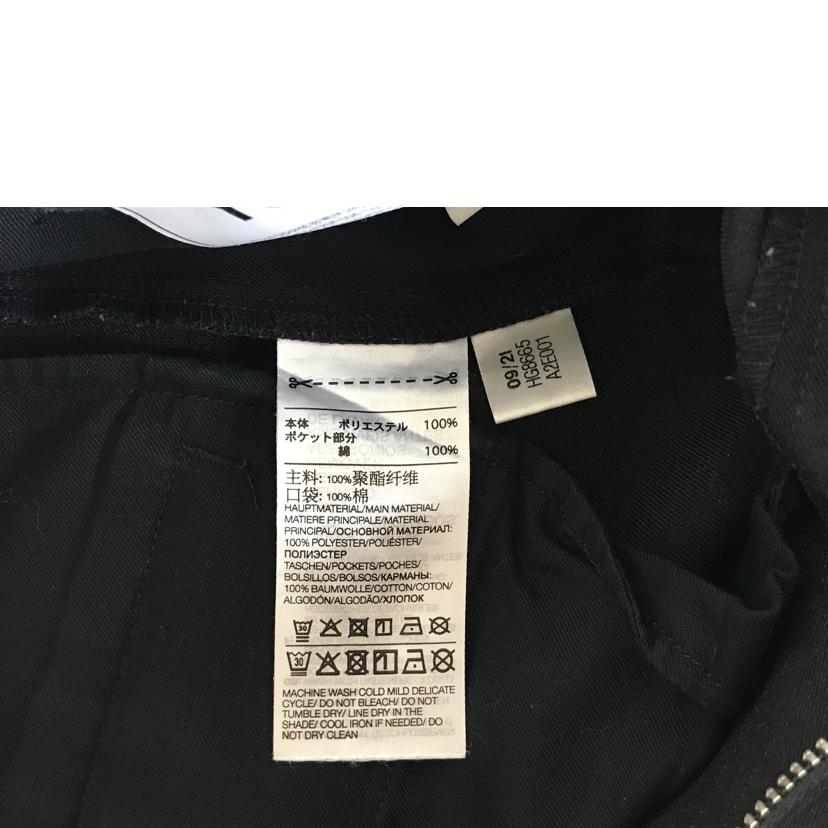 本体 ポリエステル 100%
ポケット部分
綿 100%
主料: 100%聚酯纤维
口袋: 100%棉
HAUPTMATERIAL/MAIN MATERIAL/
MATIERE PRINCIPALE/MATERIAL
PRINCIPAL/ОСНОВНОЙ МАТЕРИАЛ:
100% POLYESTER/POLIÉSTER/
ПОЛИЭСТЕР
TASCHEN/POCKETS/POCHES/
BOLSILLOS/BOLSOS/КАРМАНЫ:
100% BAUMWOLLE/COTTON/COTON/
ALGODÓN/ALGODÃO/ХЛОПОК
30
30
MACHINE WASH COLD MILD DELICATE
CYCLE/ DO NOT BLEACH/ DO NOT
TUMBLE DRY/ LINE DRY IN THE
SHADE/ COOL IRON IF NEEDED/ DO
NOT DRY CLEAN
09/21
HG8665
A2E001